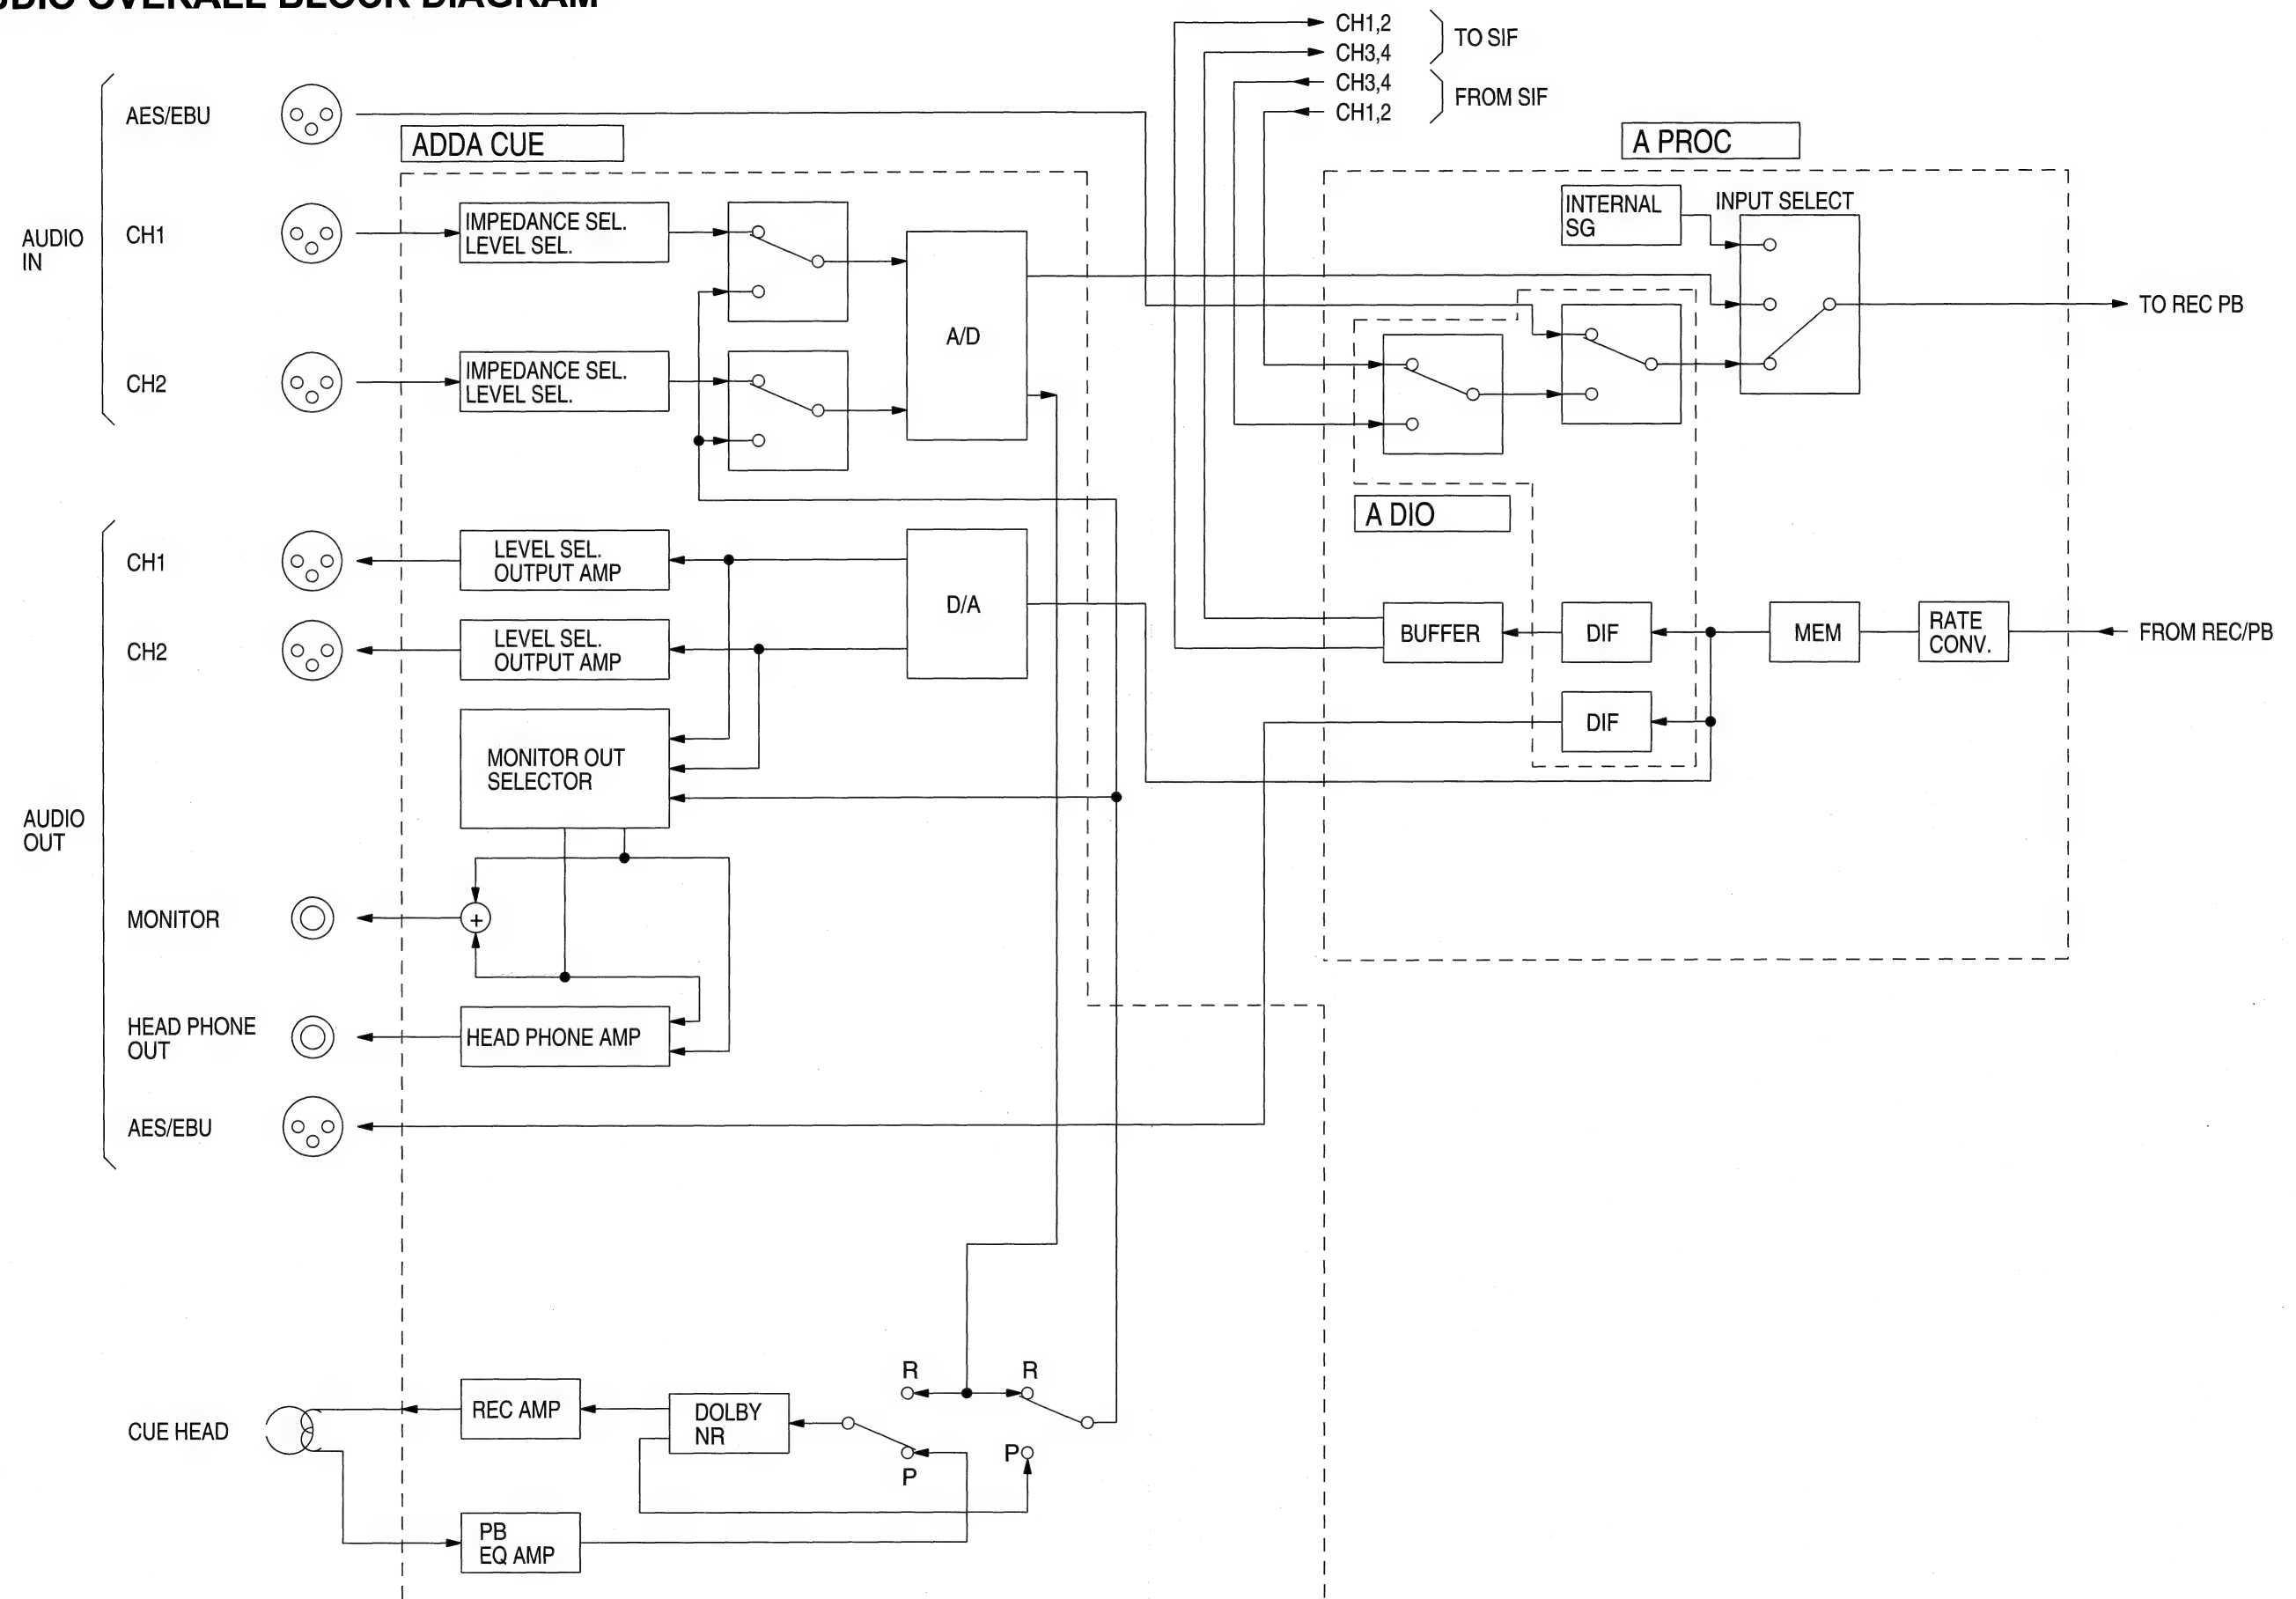 CH1,2
CH3,4
TO SIF
CH3,4
CH1,2
FROM SIF
AUDIO
IN
AES/EBU
CH1
CH2
ADDA CUE
IMPEDANCE SEL.
LEVEL SEL.
IMPEDANCE SEL.
LEVEL SEL.
A/D
A PROC
INTERNAL
SG
INPUT SELECT
TO REC PB
A DIO
AUDIO
OUT
CH1
CH2
LEVEL SEL.
OUTPUT AMP
LEVEL SEL.
OUTPUT AMP
D/A
BUFFER
DIF
MEM
RATE
CONV.
FROM REC/PB
DIF
MONITOR OUT
SELECTOR
MONITOR
+
HEAD PHONE
OUT
HEAD PHONE AMP
AES/EBU
CUE HEAD
REC AMP
DOLBY
NR
R
R
P
P
PB
EQ AMP
OVERALL BLOCK DIAGRAM